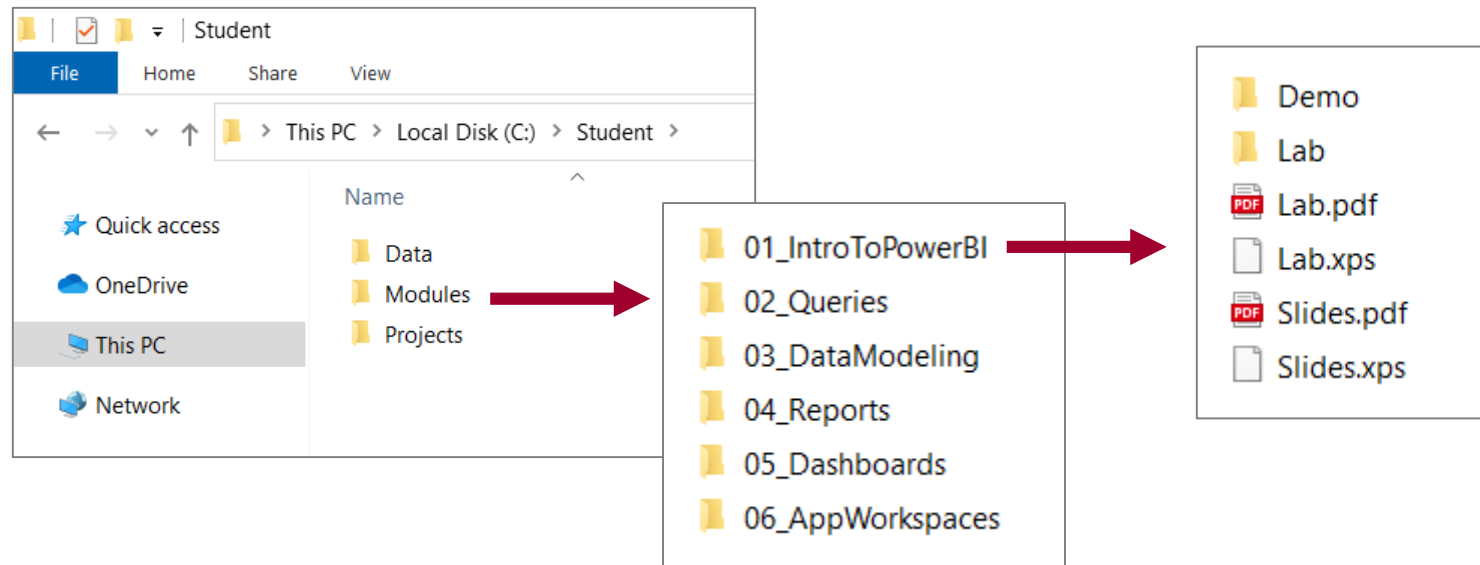 Student
File Home Share View
This PC > Local Disk (C:) > Student >
Name
Quick access
OneDrive
This PC
Network
Data
Modules
Projects
01_IntroToPowerBI
02_Queries
03_DataModeling
04_Reports
05_Dashboards
06_AppWorkspaces
Demo
Lab
PDF Lab.pdf
Lab.xps
PDF Slides.pdf
Slides.xps